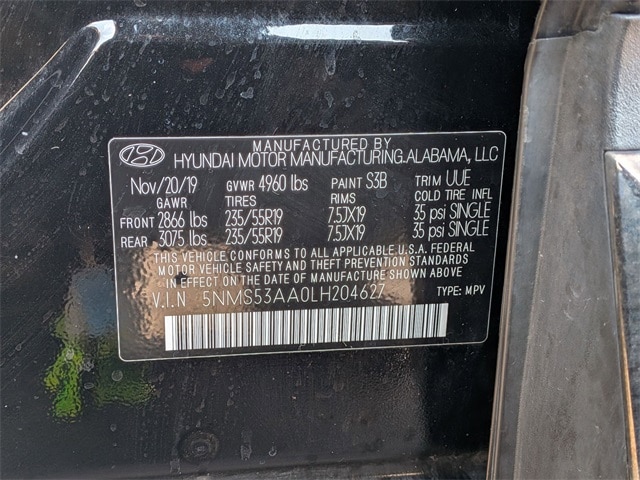 MANUFACTURED BY
HYUNDAI MOTOR MANUFACTURING.ALABAMA, LLC
Nov/20/19 GVWR 4960 lbs PAINT S3B TRIM UUE
GAWR TIRES RIMS COLD TIRE INFL
FRONT 2866 lbs 235/55R19 7.5JX19 35 psi SINGLE
REAR 3075 lbs 235/55R19 7.5JX19 35 psi SINGLE
THIS VEHICLE CONFORMS TO ALL APPLICABLE U.S.A. FEDERAL
MOTOR VEHICLE SAFETY AND THEFT PREVENTION STANDARDS
IN EFFECT ON THE DATE OF MANUFACTURE SHOWN ABOVE.
V.I.N 5NMS53AA0LH204627 TYPE: MPV